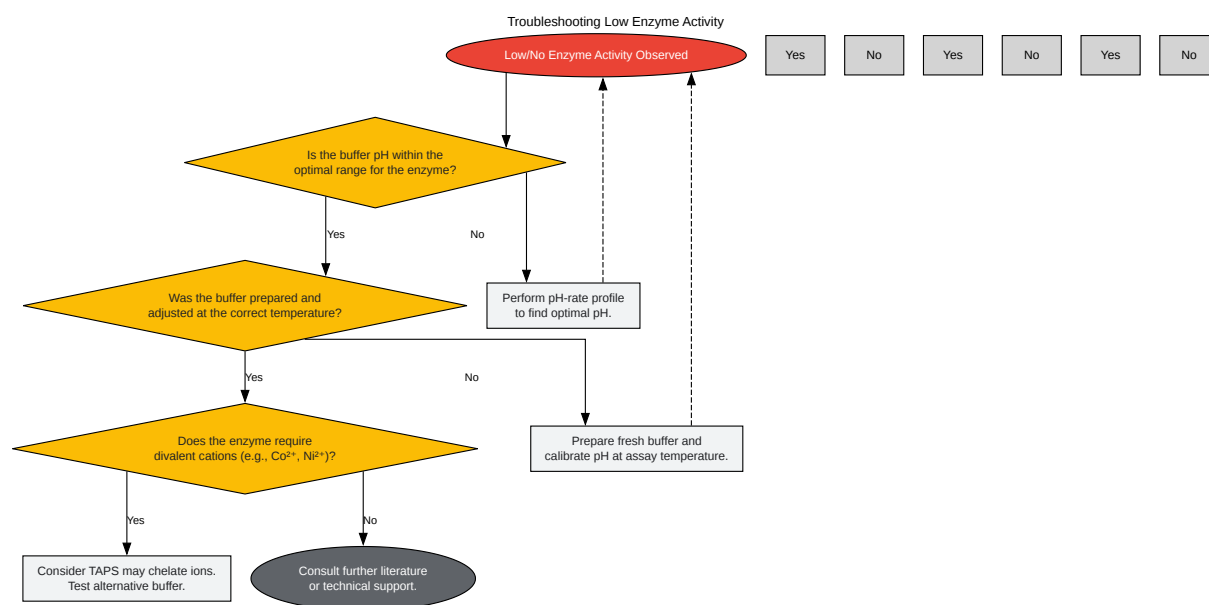 Troubleshooting Low Enzyme Activity
Low/No Enzyme Activity Observed
Yes
No
Yes
No
Yes
No
Is the buffer pH within the
optimal range for the enzyme?
Yes
No
Was the buffer prepared and
adjusted at the correct temperature?
Perform pH-rate profile
to find optimal pH.
Yes
No
Does the enzyme require
divalent cations (e.g., Co²⁺, Ni²⁺)?
Prepare fresh buffer and
calibrate pH at assay temperature.
Yes
No
Consider TAPS may chelate ions.
Test alternative buffer.
Consult further literature
or technical support.